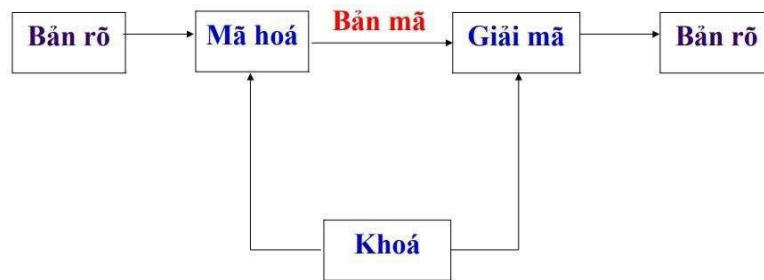 Bản rõ
Mã hoá
Bản mã
Giải mã
Bản rõ
Khoá